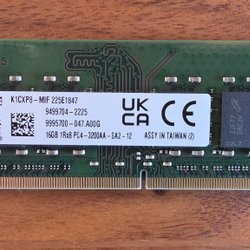 K1CXP8-MIF 225E1847
9499704-2225
9995700-047.A00G
16GB 1Rx8 PC4-3200AA-SA2-12
UK
CA
CE
ASSY IN TAIWAN (2)